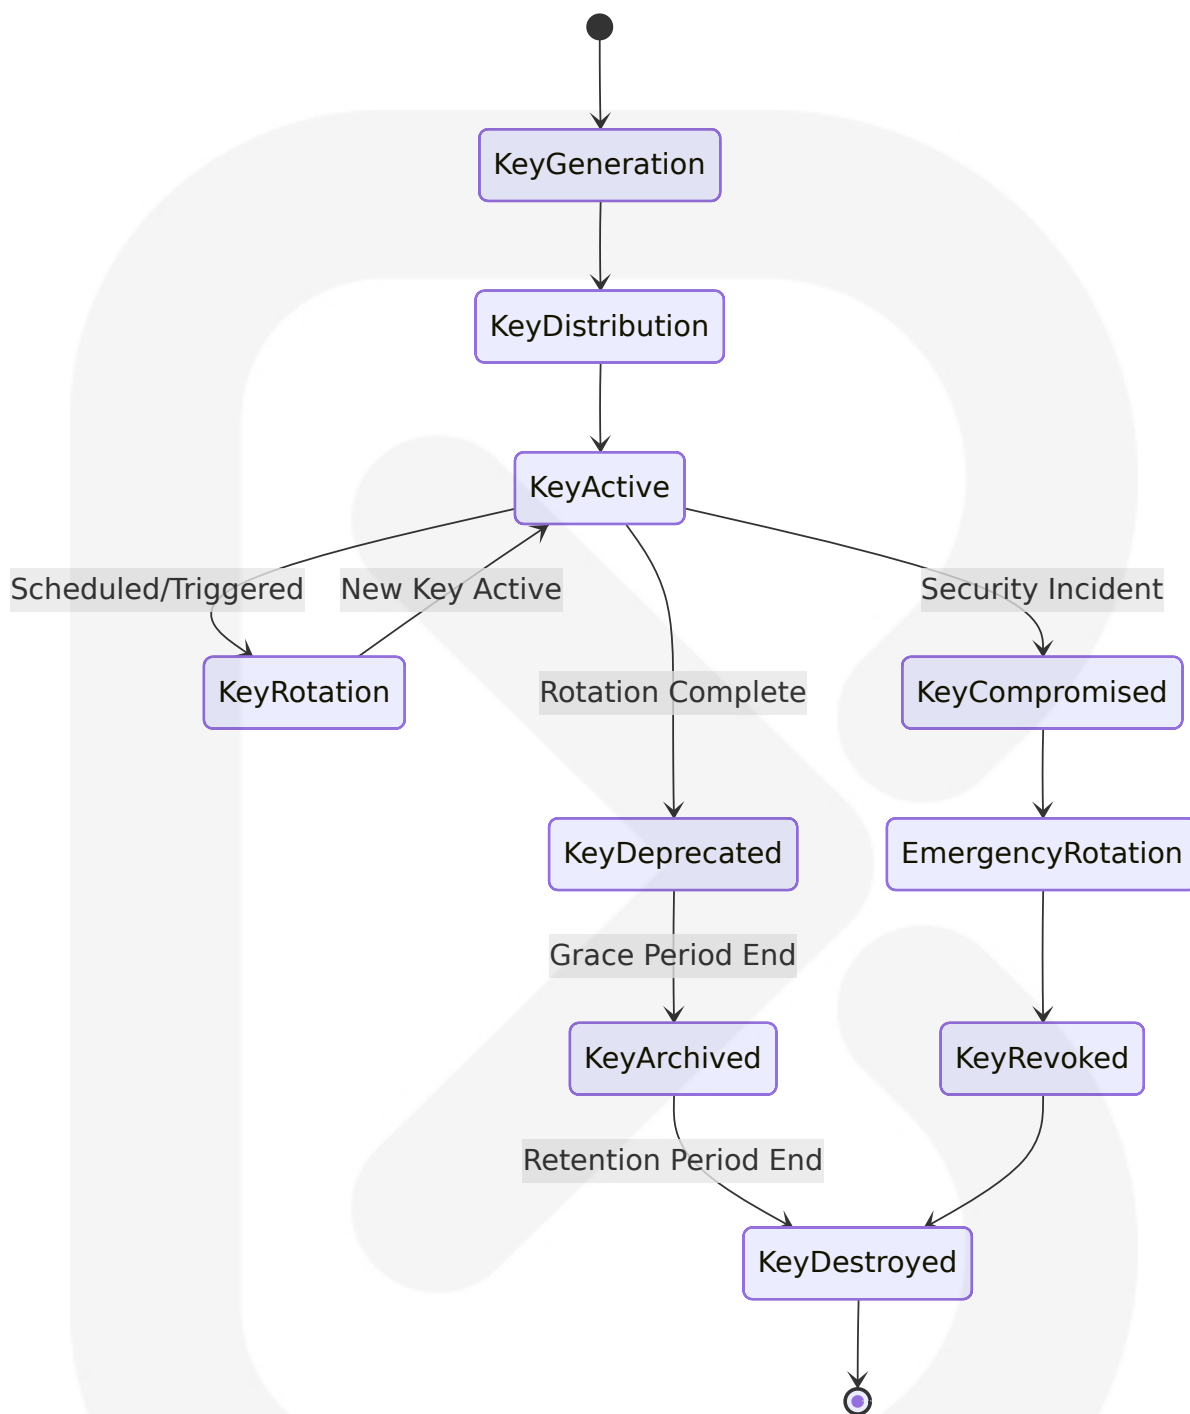 KeyGeneration
KeyDistribution
KeyActive
Scheduled/Triggered
New Key Active
Security Incident
KeyRotation
Rotation Complete
KeyCompromised
KeyDeprecated
EmergencyRotation
Grace Period End
KeyArchived
KeyRevoked
Retention Period End
KeyDestroyed